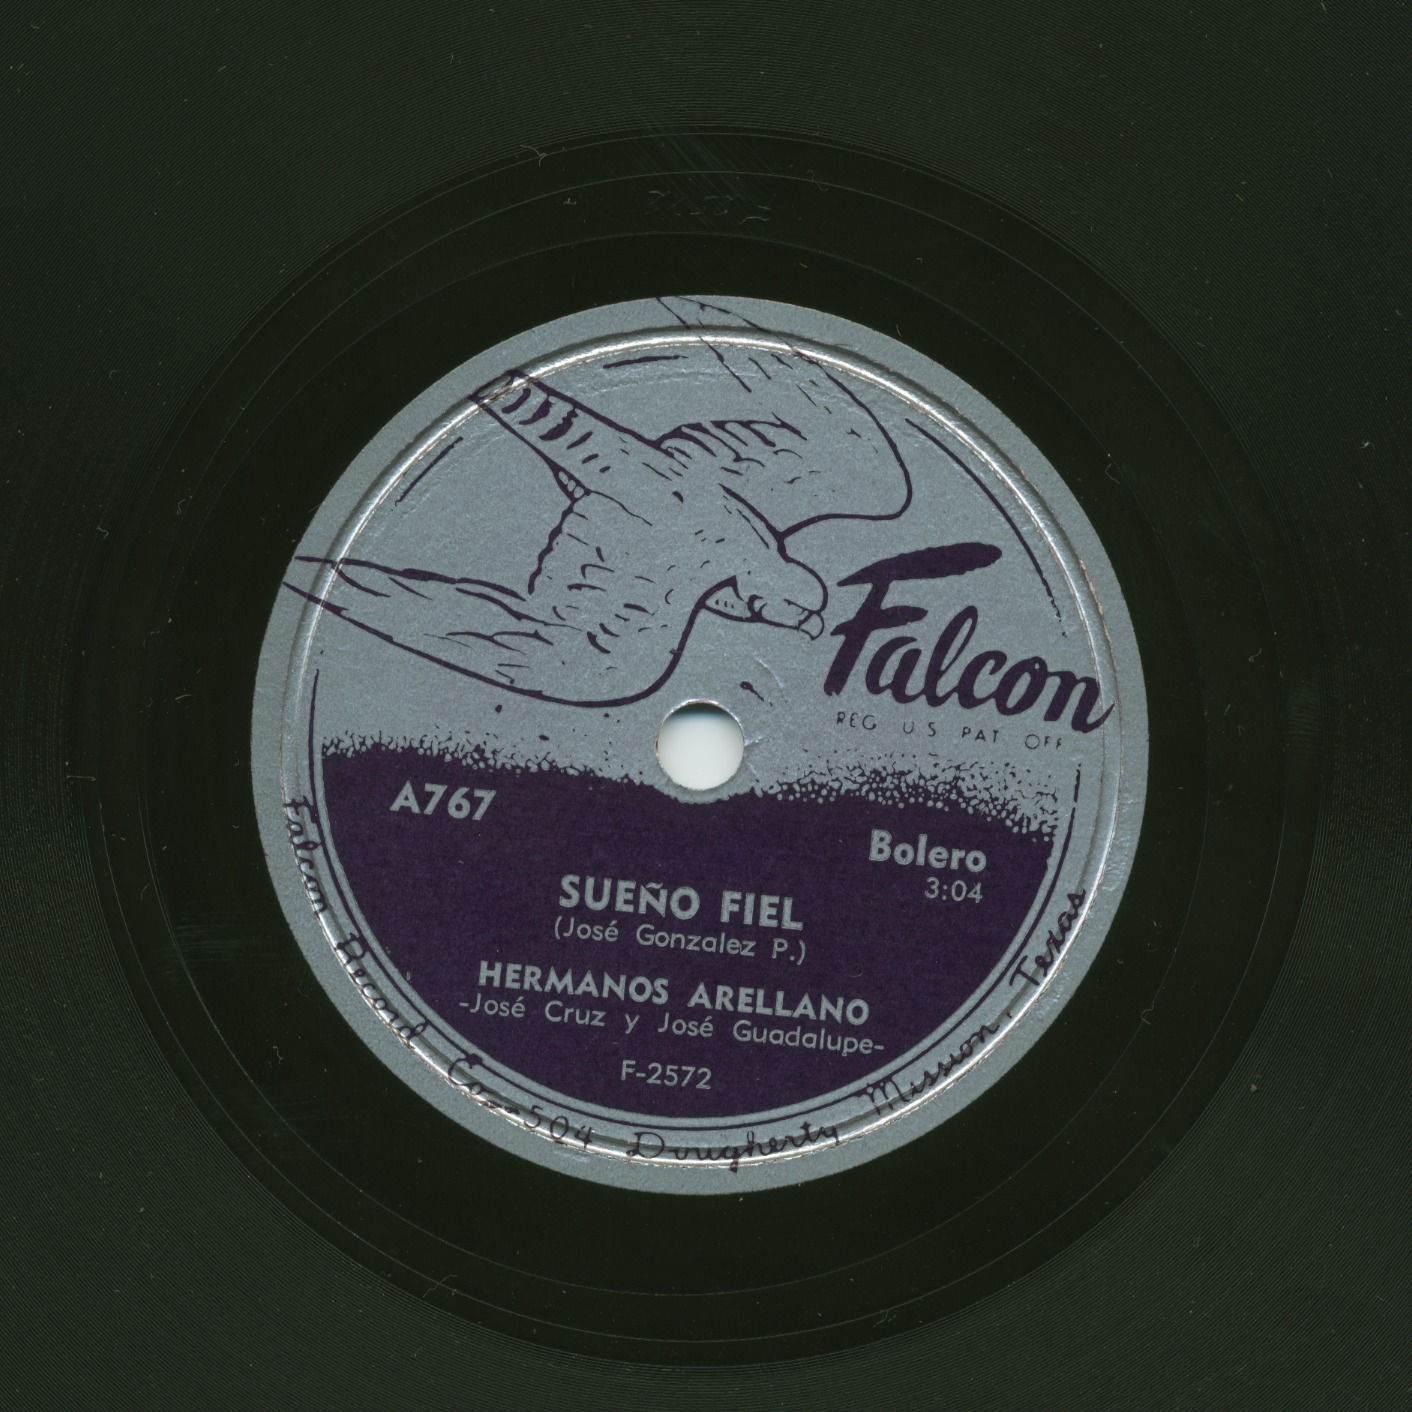 Falcon
REG U S PAT OFF
A767
Bolero
3:04
SUEÑO FIEL
(José Gonzalez P.)
HERMANOS ARELLANO
-José Cruz y José Guadalupe-
F-2572
Falcon Record Co-504 Dougherty Mission, Texas